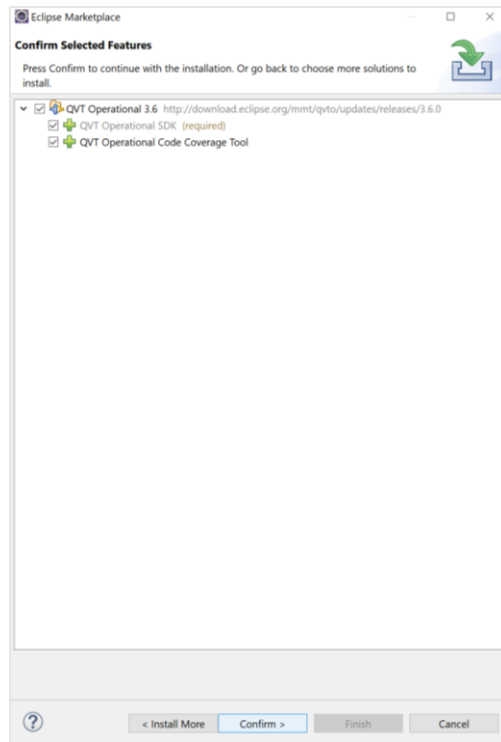 Eclipse Marketplace
Confirm Selected Features
Press Confirm to continue with the installation. Or go back to choose more solutions to
install.
QVT Operational 3.6 http://download.eclipse.org/mmt/qvto/updates/releases/3.6.0
QVT Operational SDK (required)
QVT Operational Code Coverage Tool
? < Install More Confirm > Finish Cancel